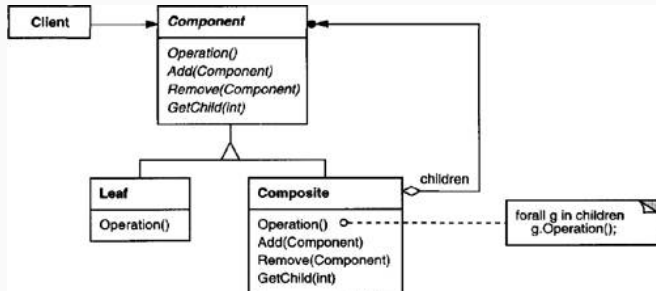 Client
Component
Operation()
Add(Component)
Remove(Component)
GetChild(int)
Leaf
Operation()
Composite
Operation()
Add(Component)
Remove(Component)
GetChild(int)
children
forall g in children
g.Operation();